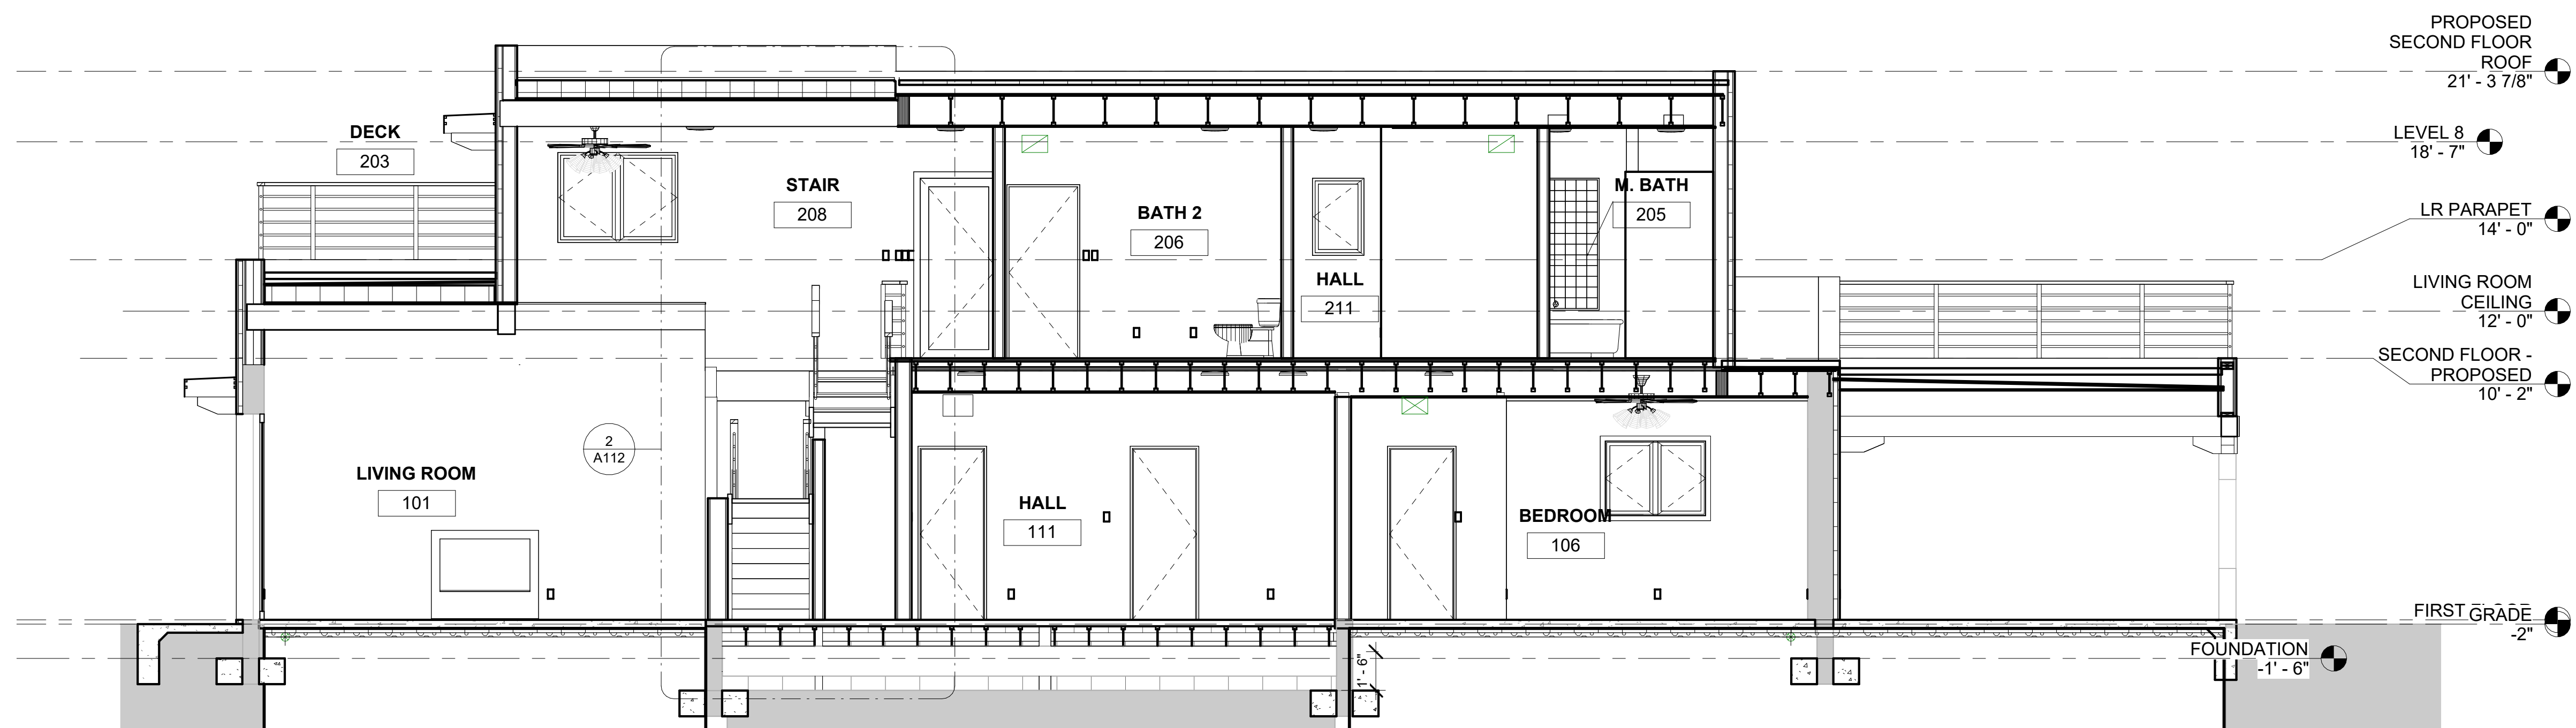 PROPOSED
SECOND FLOOR
ROOF
21' - 3 7/8"
DECK
203
LEVEL 8
18' - 7"
STAIR
208
M. BATH
205
BATH 2
206
LR PARAPET
14' - 0"
HALL
211
LIVING ROOM
CEILING
12' - 0"
SECOND FLOOR -
PROPOSED
10' - 2"
2
A112
LIVING ROOM
101
HALL
111
BEDROOM
106
FIRST
GRADE
-2"
FOUNDATION
-1' - 6"
1' - 6"